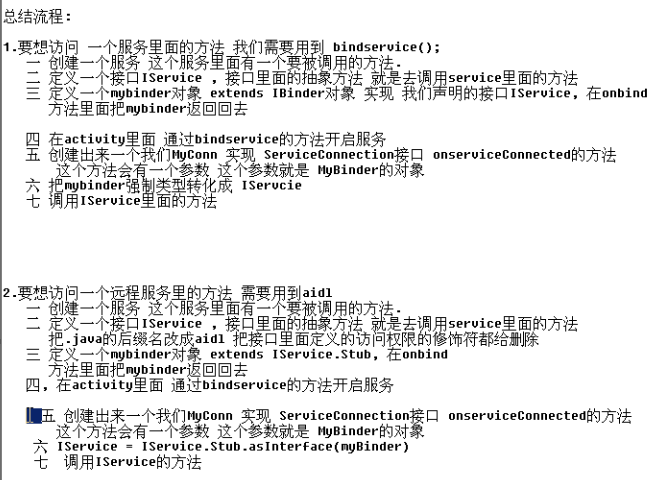 总结流程:
1.要想访问 一个服务里面的方法 我们需要用到 bindservice();
一 创建一个服务 这个服务里面有一个要被调用的方法.
二 定义一个接口IService , 接口里面的抽象方法 就是去调用service里面的方法
三 定义一个mybinder对象 extends IBinder对象 实现 我们声明的接口IService, 在onbind
方法里面把mybinder返回回去
四 在activity里面 通过bindservice的方法开启服务
五 创建出来一个我们MyConn 实现 ServiceConnection接口 onserviceConnected的方法
这个方法会有一个参数 这个参数就是 MyBinder的对象
六 把mybinder强制类型转化成 IServcie
七 调用IService里面的方法
2.要想访问一个远程服务里的方法 需要用到aidl
一 创建一个服务 这个服务里面有一个要被调用的方法.
二 定义一个接口IService , 接口里面的抽象方法 就是去调用service里面的方法
把.java的后缀名改成aidl 把接口里面定义的访问权限的修饰符都给删除
三 定义一个mybinder对象 extends IService.Stub, 在onbind
方法里面把mybinder返回回去
四, 在activity里面 通过bindservice的方法开启服务
五 创建出来一个我们MyConn 实现 ServiceConnection接口 onserviceConnected的方法
这个方法会有一个参数 这个参数就是 MyBinder的对象
六 IService = IService.Stub.asInterface(myBinder)
七 调用IService的方法